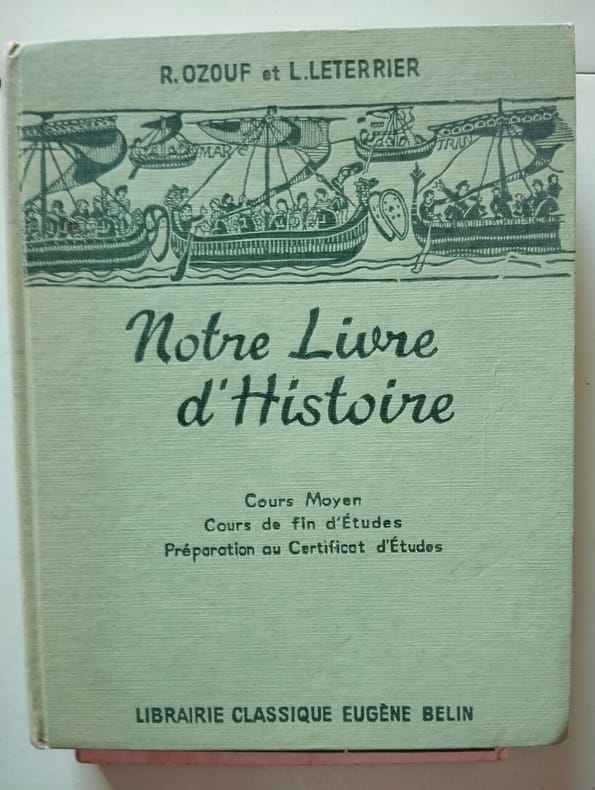 R. OZOUF et L. LETERRIER
MARE
Notre Livre
d'Histoire
Cours Moyen
Cours de fin d'Études
Préparation au Certificat d'Études
LIBRAIRIE CLASSIQUE EUGÈNE BELIN